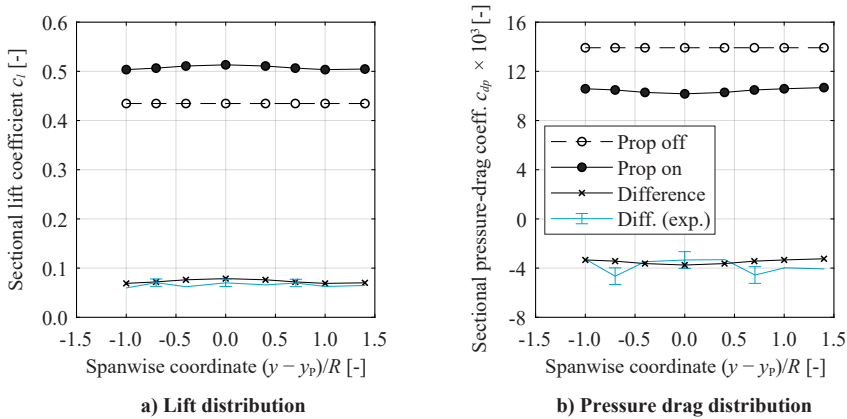 Sectional lift coefficient c_l [-]
0.6
0.5
0.4
0.3
0.2
0.1
0.0
-1.5 -1.0 -0.5 0.0 0.5 1.0 1.5
Spanwise coordinate (y − y_P)/R [-]
a) Lift distribution
Sectional pressure-drag coeff. c_dp × 10³ [-]
16
12
8
4
0
-4
-8
Prop off
Prop on
Difference
Diff. (exp.)
-1.5 -1.0 -0.5 0.0 0.5 1.0 1.5
Spanwise coordinate (y − y_P)/R [-]
b) Pressure drag distribution